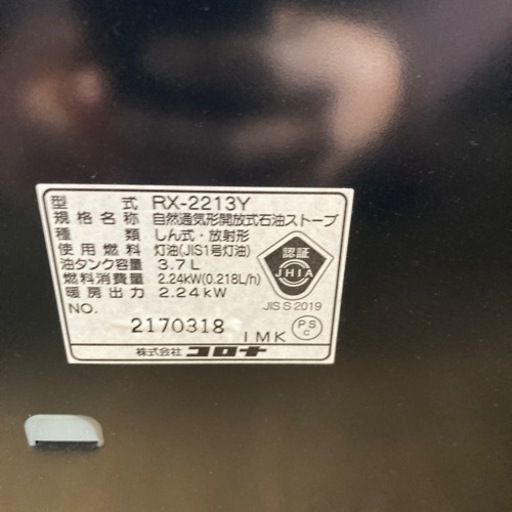 型式 RX-2213Y
規格名称 自然通気形開放式石油ストーブ
種類 しん式・放射形
使用燃料 灯油(JIS1号灯油)
油タンク容量 3.7L
燃料消費量 2.24kW(0.218L/h)
暖房出力 2.24kW
認証
JHIA
JIS S 2019
NO. 2170318
IMK
PS
C
株式会社 コロナ